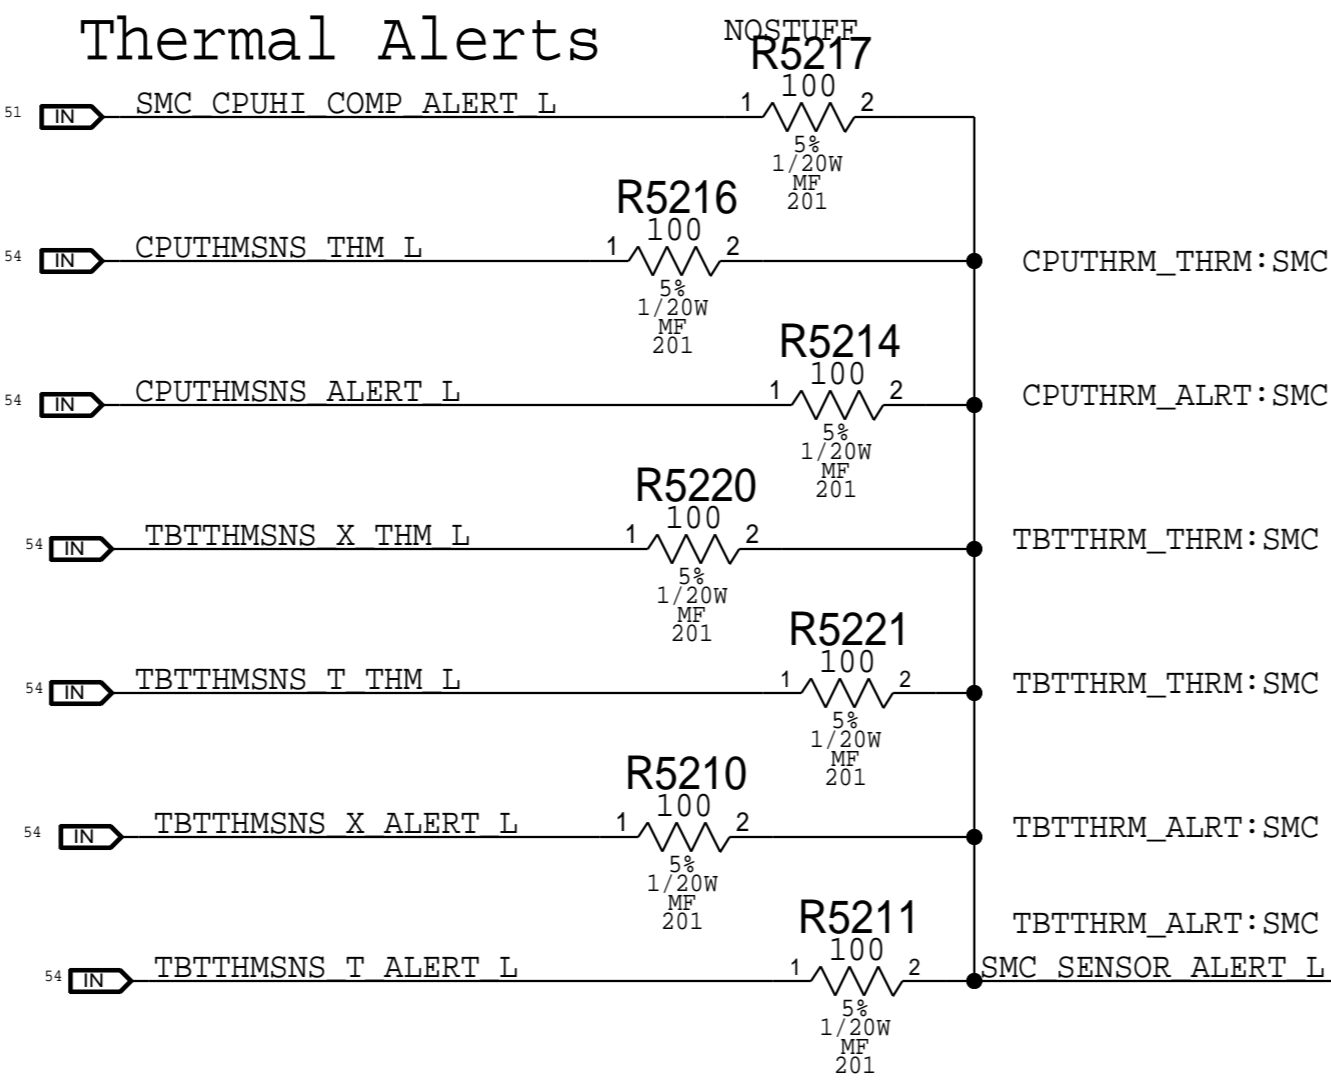 Thermal Alerts
NOSTUFF
R5217
100
51 IN SMC_CPUHI_COMP_ALERT_L 1 2
5%
1/20W
MF
201
R5216
100
54 IN CPUTHMSNS_THM_L 1 2 CPUTHRM_THRM:SMC
5%
1/20W
MF
201
R5214
100
54 IN CPUTHMSNS_ALERT_L 1 2 CPUTHRM_ALRT:SMC
5%
1/20W
MF
201
R5220
100
54 IN TBTTHMSNS_X_THM_L 1 2 TBTTHRM_THRM:SMC
5%
1/20W
MF
201
R5221
100
54 IN TBTTHMSNS_T_THM_L 1 2 TBTTHRM_THRM:SMC
5%
1/20W
MF
201
R5210
100
54 IN TBTTHMSNS_X_ALERT_L 1 2 TBTTHRM_ALRT:SMC
5%
1/20W
MF
201
R5211 TBTTHRM_ALRT:SMC
100
54 IN TBTTHMSNS_T_ALERT_L 1 2 SMC_SENSOR_ALERT_L
5%
1/20W
MF
201